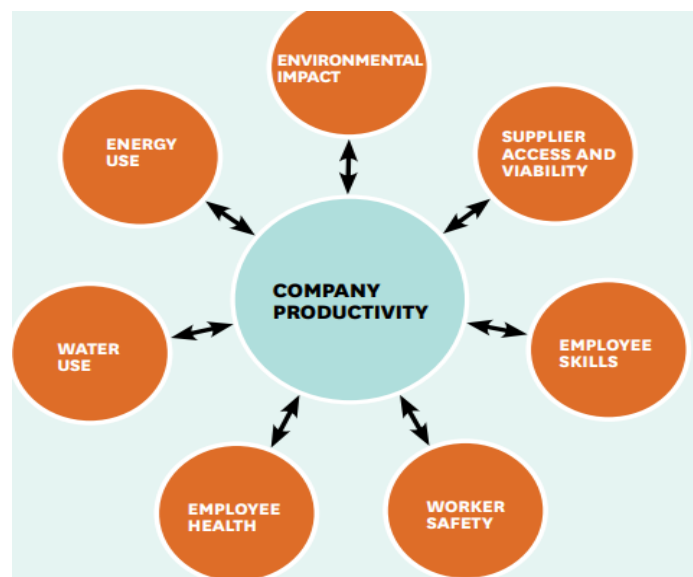 ENVIRONMENTAL
IMPACT
SUPPLIER
ACCESS AND
VIABILITY
EMPLOYEE
SKILLS
WORKER
SAFETY
EMPLOYEE
HEALTH
WATER
USE
ENERGY
USE
COMPANY
PRODUCTIVITY